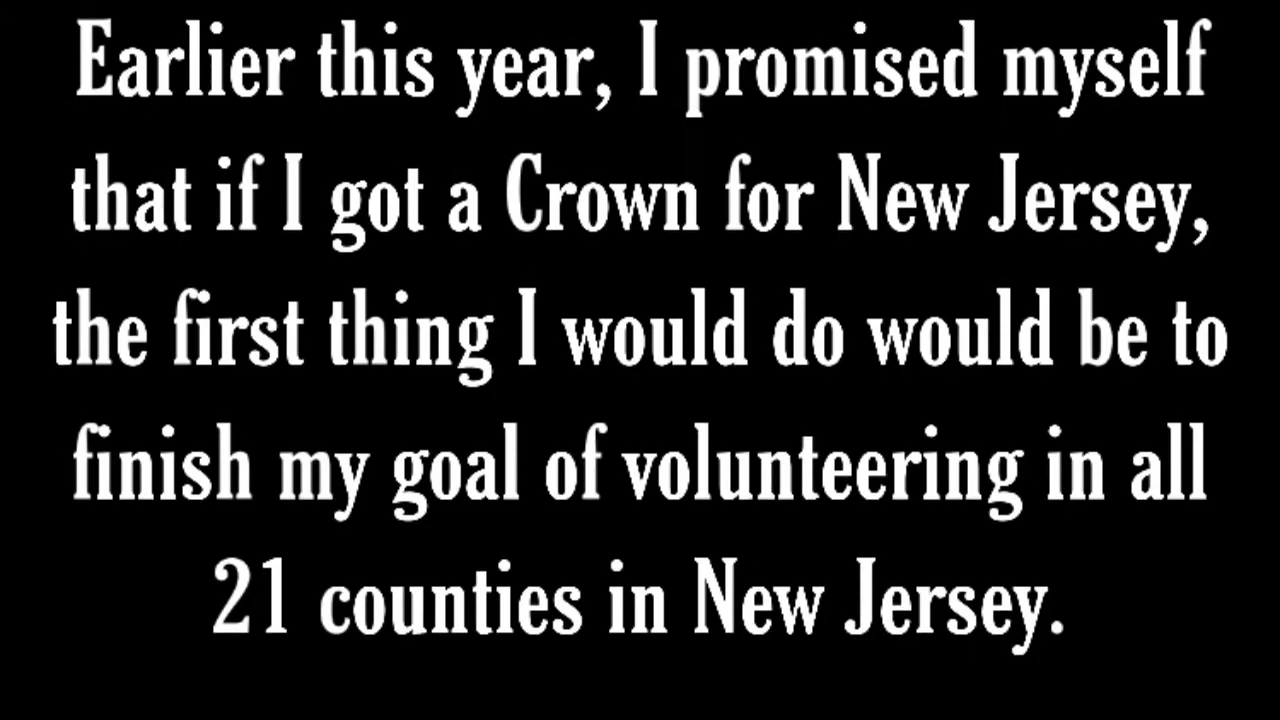 Earlier this year, I promised myself
that if I got a Crown for New Jersey,
the first thing I would do would be to
finish my goal of volunteering in all
21 counties in New Jersey.